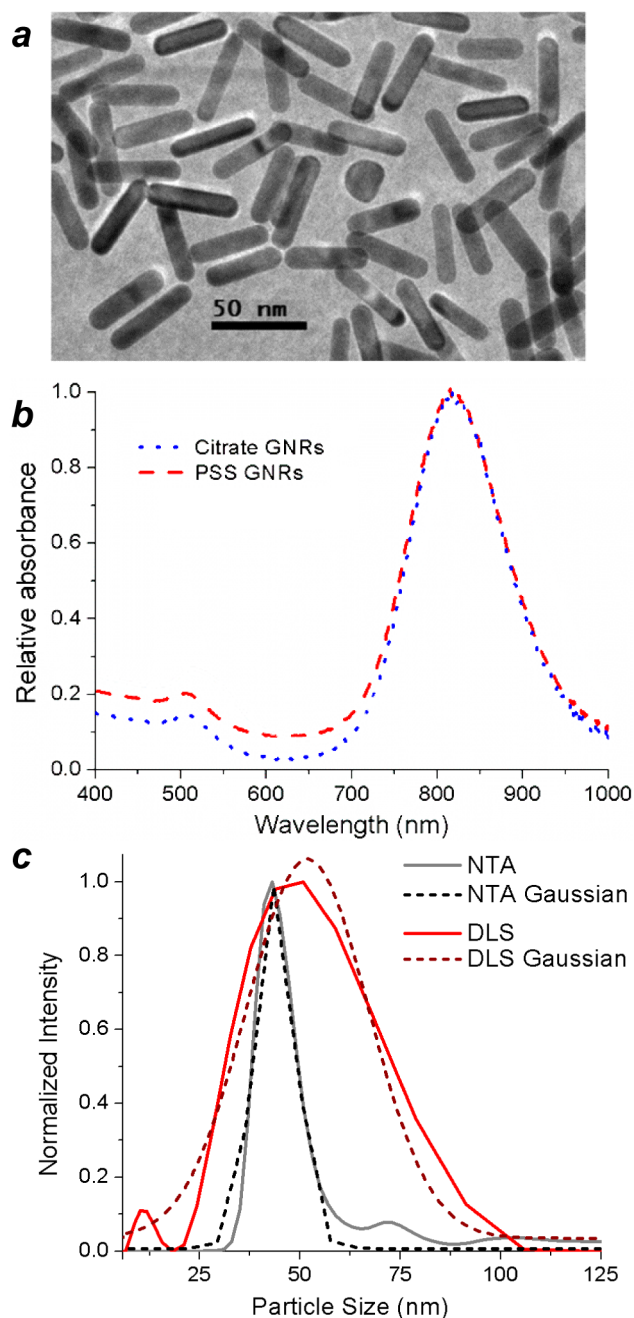 a
50 nm
b
1.0
0.8
0.6
0.4
0.2
0.0
Relative absorbance
Citrate GNRs
PSS GNRs
400 500 600 700 800 900 1000
Wavelength (nm)
c
1.0
0.8
0.6
0.4
0.2
0.0
Normalized Intensity
NTA
NTA Gaussian
DLS
DLS Gaussian
25 50 75 100 125
Particle Size (nm)